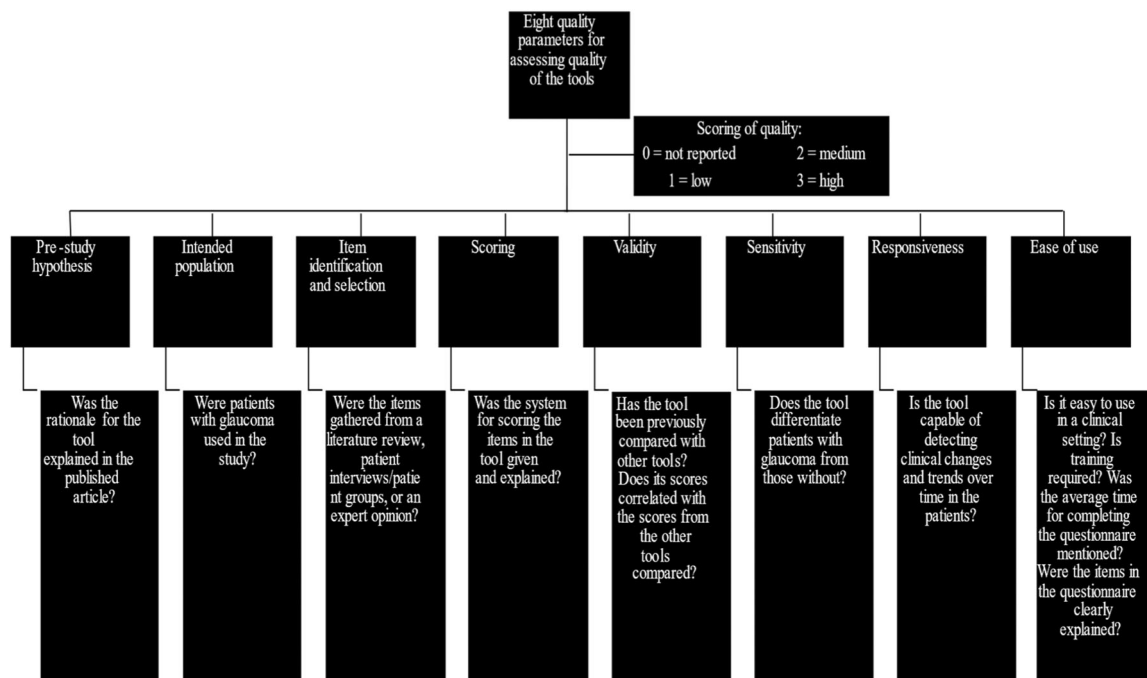 Eight quality
parameters for
assessing quality
of the tools
Scoring of quality:
0 = not reported 2 = medium
1 = low 3 = high
Pre -study
hypothesis
Intended
population
Item
identification
and selection
Scoring
Validity
Sensitivity
Responsiveness
Ease of use
Was the
rationale for the
tool
explained in the
published
article?
Were patients
with glaucoma
used in the
study?
Were the items
gathered from a
literature review,
patient
interviews/patie
nt groups, or an
expert opinion?
Was the system
for scoring the
items in the
tool given
and explained?
Has the tool
been previously
compared with
other tools?
Does its scores
correlated with
the scores from
the other
tools
compared?
Does the tool
differentiate
patients with
glaucoma from
those without?
Is the tool
capable of
detecting
clinical changes
and trends over
time in the
patients?
Is it easy to use
in a clinical
setting? Is
training
required? Was
the average time
for completing
the questionnaire
mentioned?
Were the items in
the questionnaire
clearly
explained?